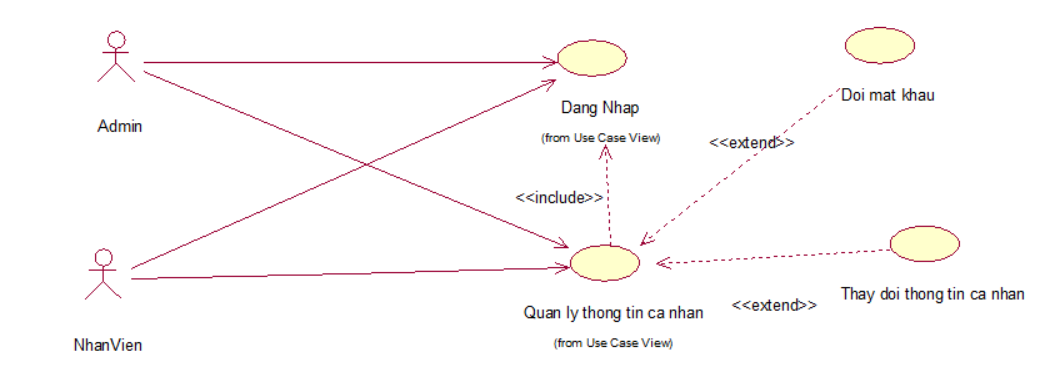 Admin
Dang Nhap
(from Use Case View)
Doi mat khau
<<extend>>
<<include>>
NhanVien
Quan ly thong tin ca nhan
(from Use Case View)
<<extend>>
Thay doi thong tin ca nhan